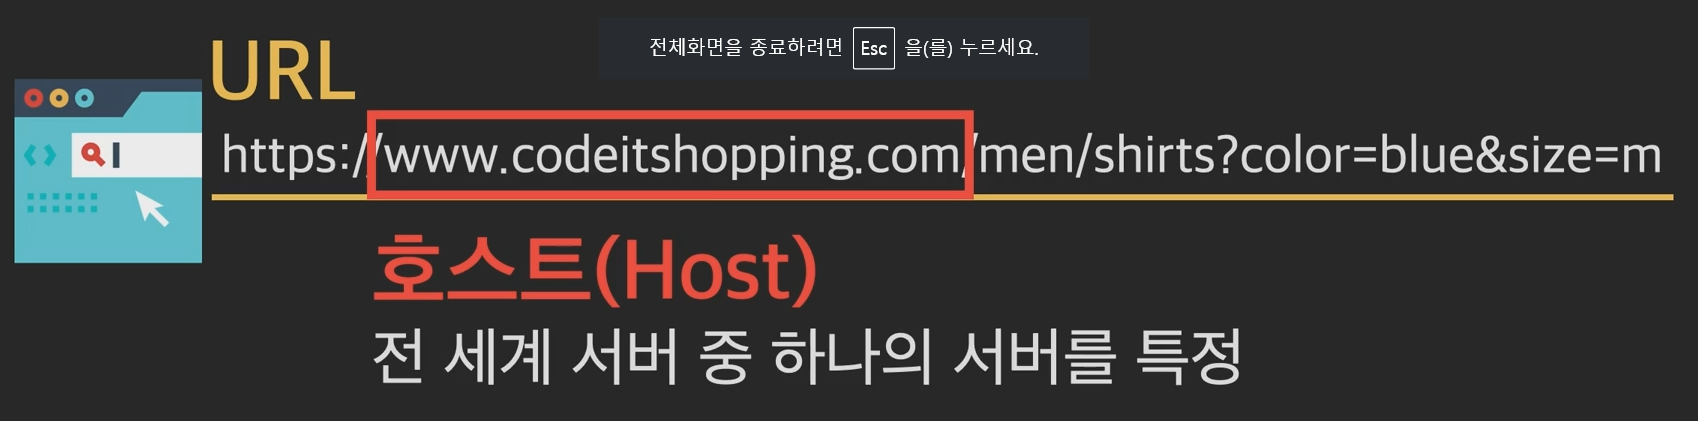 URL
전체화면을 종료하려면 Esc 을(를) 누르세요.
https://www.codeitshopping.com/men/shirts?color=blue&size=m
호스트(Host)
전 세계 서버 중 하나의 서버를 특정